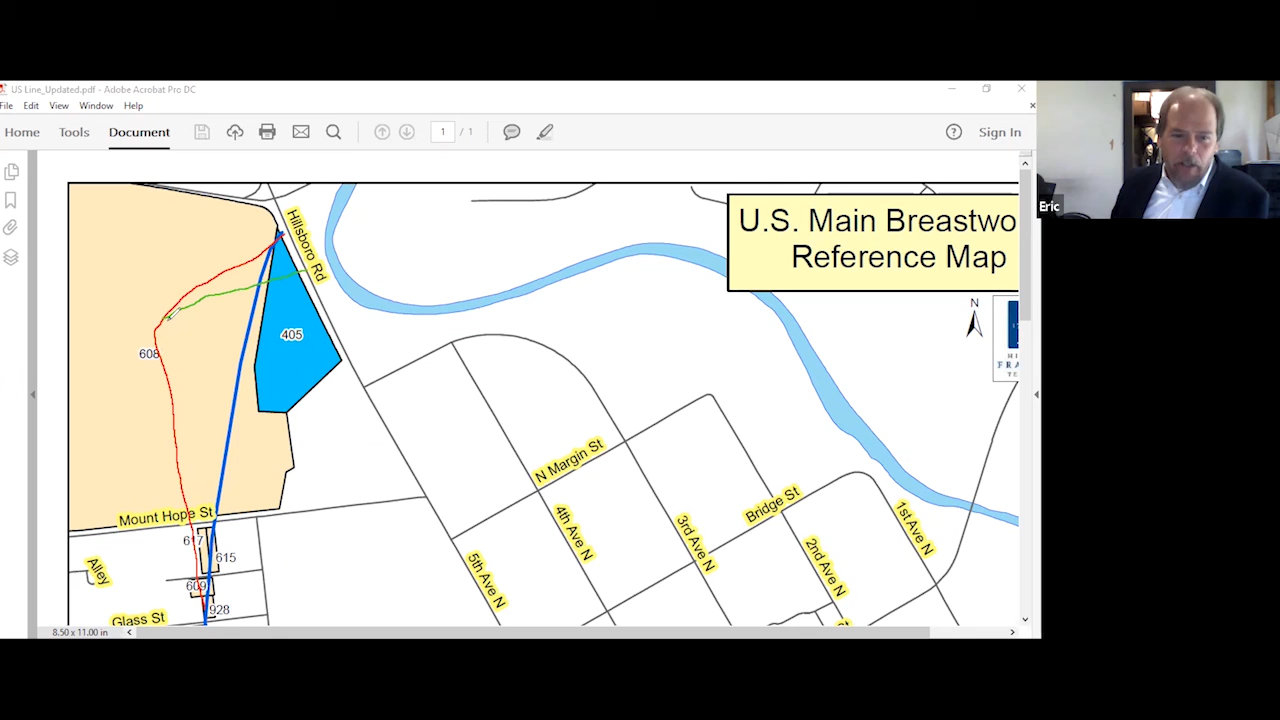 US Line_Updated.pdf - Adobe Acrobat Pro DC
File Edit View Window Help
Home Tools Document 1 / 1 Sign In
Eric
U.S. Main Breastwo
Reference Map
Hillsboro Rd
N
405
608
N Margin St
Bridge St
Mount Hope St
4th Ave N
3rd Ave N
1st Ave N
617
615
5th Ave N
2nd Ave N
Alley
609
928
Glass St
St
8.50 x 11.00 in